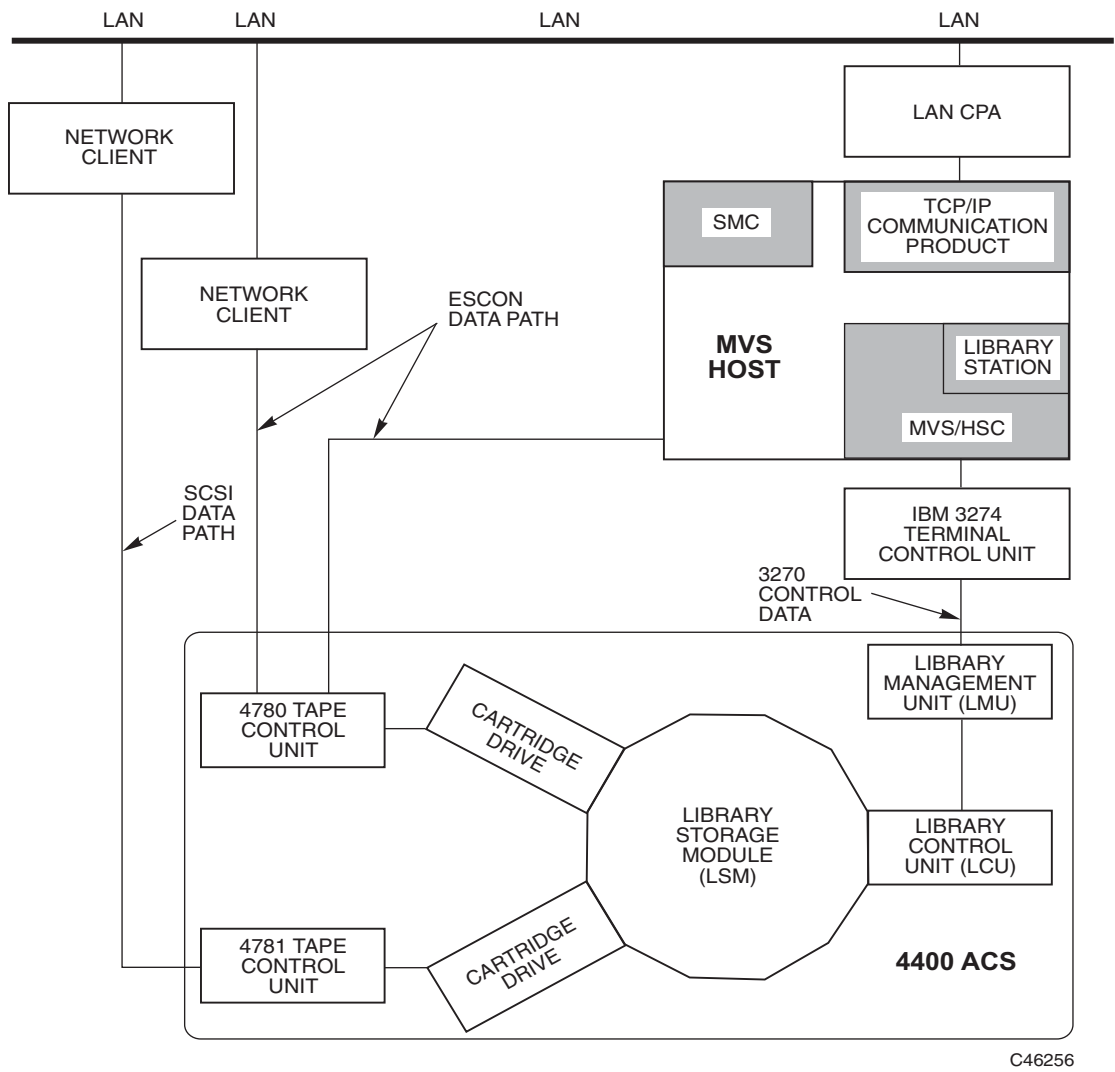 LAN
LAN
LAN
LAN
NETWORK
CLIENT
LAN CPA
SMC
TCP/IP
COMMUNICATION
PRODUCT
NETWORK
CLIENT
ESCON
DATA PATH
MVS
HOST
LIBRARY
STATION
MVS/HSC
SCSI
DATA
PATH
IBM 3274
TERMINAL
CONTROL UNIT
3270
CONTROL
DATA
LIBRARY
MANAGEMENT
UNIT (LMU)
4780 TAPE
CONTROL
UNIT
CARTRIDGE
DRIVE
LIBRARY
STORAGE
MODULE
(LSM)
LIBRARY
CONTROL
UNIT (LCU)
4781 TAPE
CONTROL
UNIT
CARTRIDGE
DRIVE
4400 ACS
C46256